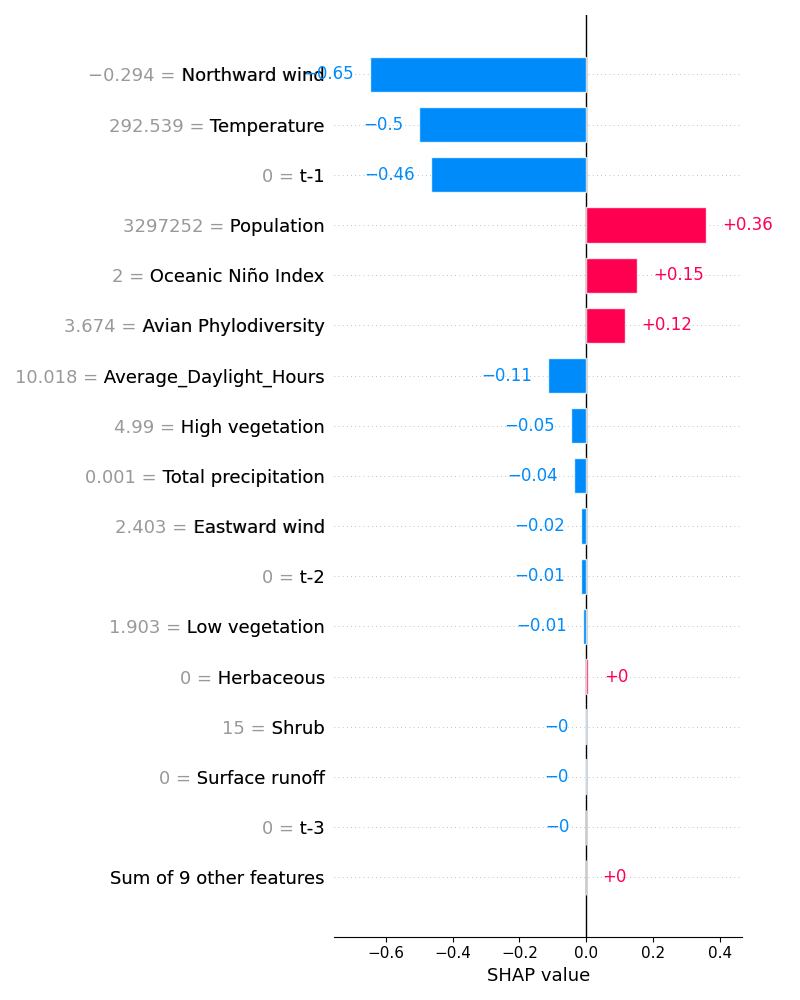 −0.294 = Northward wind −0.65
292.539 = Temperature −0.5
0 = t-1 −0.46
3297252 = Population +0.36
2 = Oceanic Niño Index +0.15
3.674 = Avian Phylodiversity +0.12
10.018 = Average_Daylight_Hours −0.11
4.99 = High vegetation −0.05
0.001 = Total precipitation −0.04
2.403 = Eastward wind −0.02
0 = t-2 −0.01
1.903 = Low vegetation −0.01
0 = Herbaceous +0
15 = Shrub −0
0 = Surface runoff −0
0 = t-3 −0
Sum of 9 other features +0
−0.6 −0.4 −0.2 0.0 0.2 0.4
SHAP value